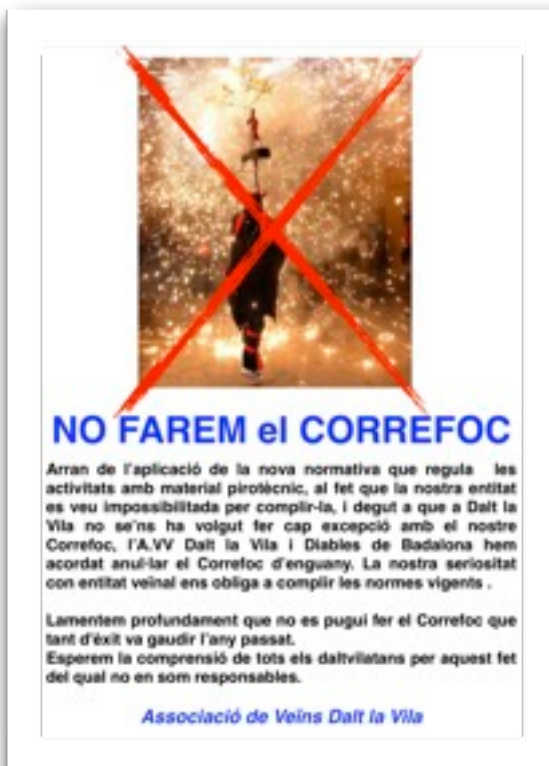 NO FAREM el CORREFOC
Arran de l'aplicació de la nova normativa que regula les
activitats amb material pirotècnic, al fet que la nostra entitat
es veu impossibilitada per complir-la, i degut a que a Dalt la
Vila no se'ns ha volgut fer cap excepció amb el nostre
Correfoc, l'A.VV Dalt la Vila i Diables de Badalona hem
acordat anul·lar el Correfoc d'enguany. La nostra seriositat
con entitat veïnal ens obliga a complir les normes vigents .
Lamentem profundament que no es pugui fer el Correfoc que
tant d'èxit va gaudir l'any passat.
Esperem la comprensió de tots els daltvilatans per aquest fet
del qual no en som responsables.
Associació de Veïns Dalt la Vila